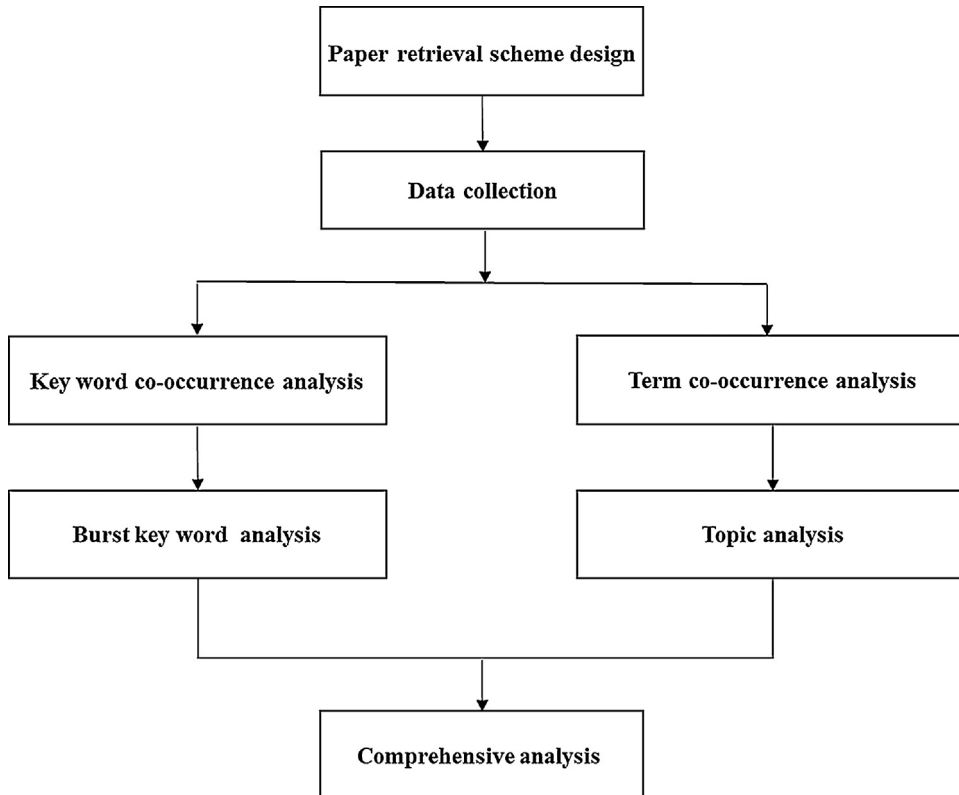 Paper retrieval scheme design
Data collection
Key word co-occurrence analysis
Term co-occurrence analysis
Burst key word analysis
Topic analysis
Comprehensive analysis